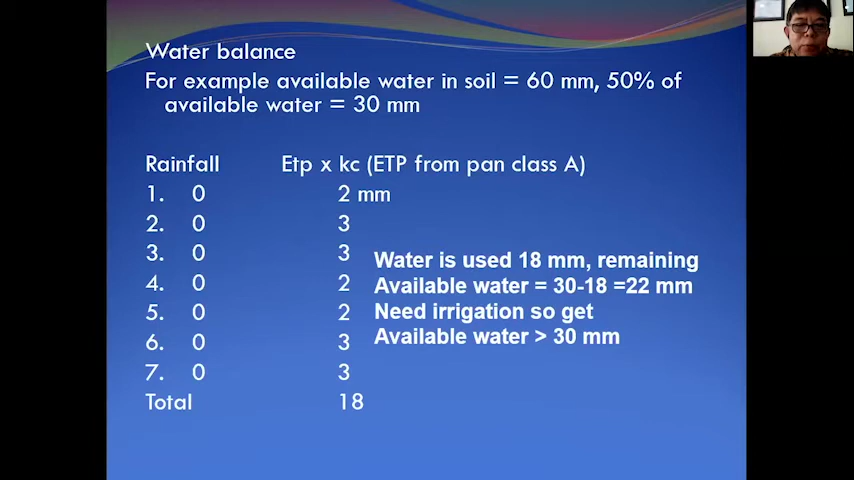 Water balance
For example available water in soil = 60 mm, 50% of
available water = 30 mm
Rainfall Etp x kc (ETP from pan class A)
1. 0 2 mm
2. 0 3
3. 0 3
4. 0 2
5. 0 2
6. 0 3
7. 0 3
Total 18
Water is used 18 mm, remaining
Available water = 30-18 =22 mm
Need irrigation so get
Available water > 30 mm